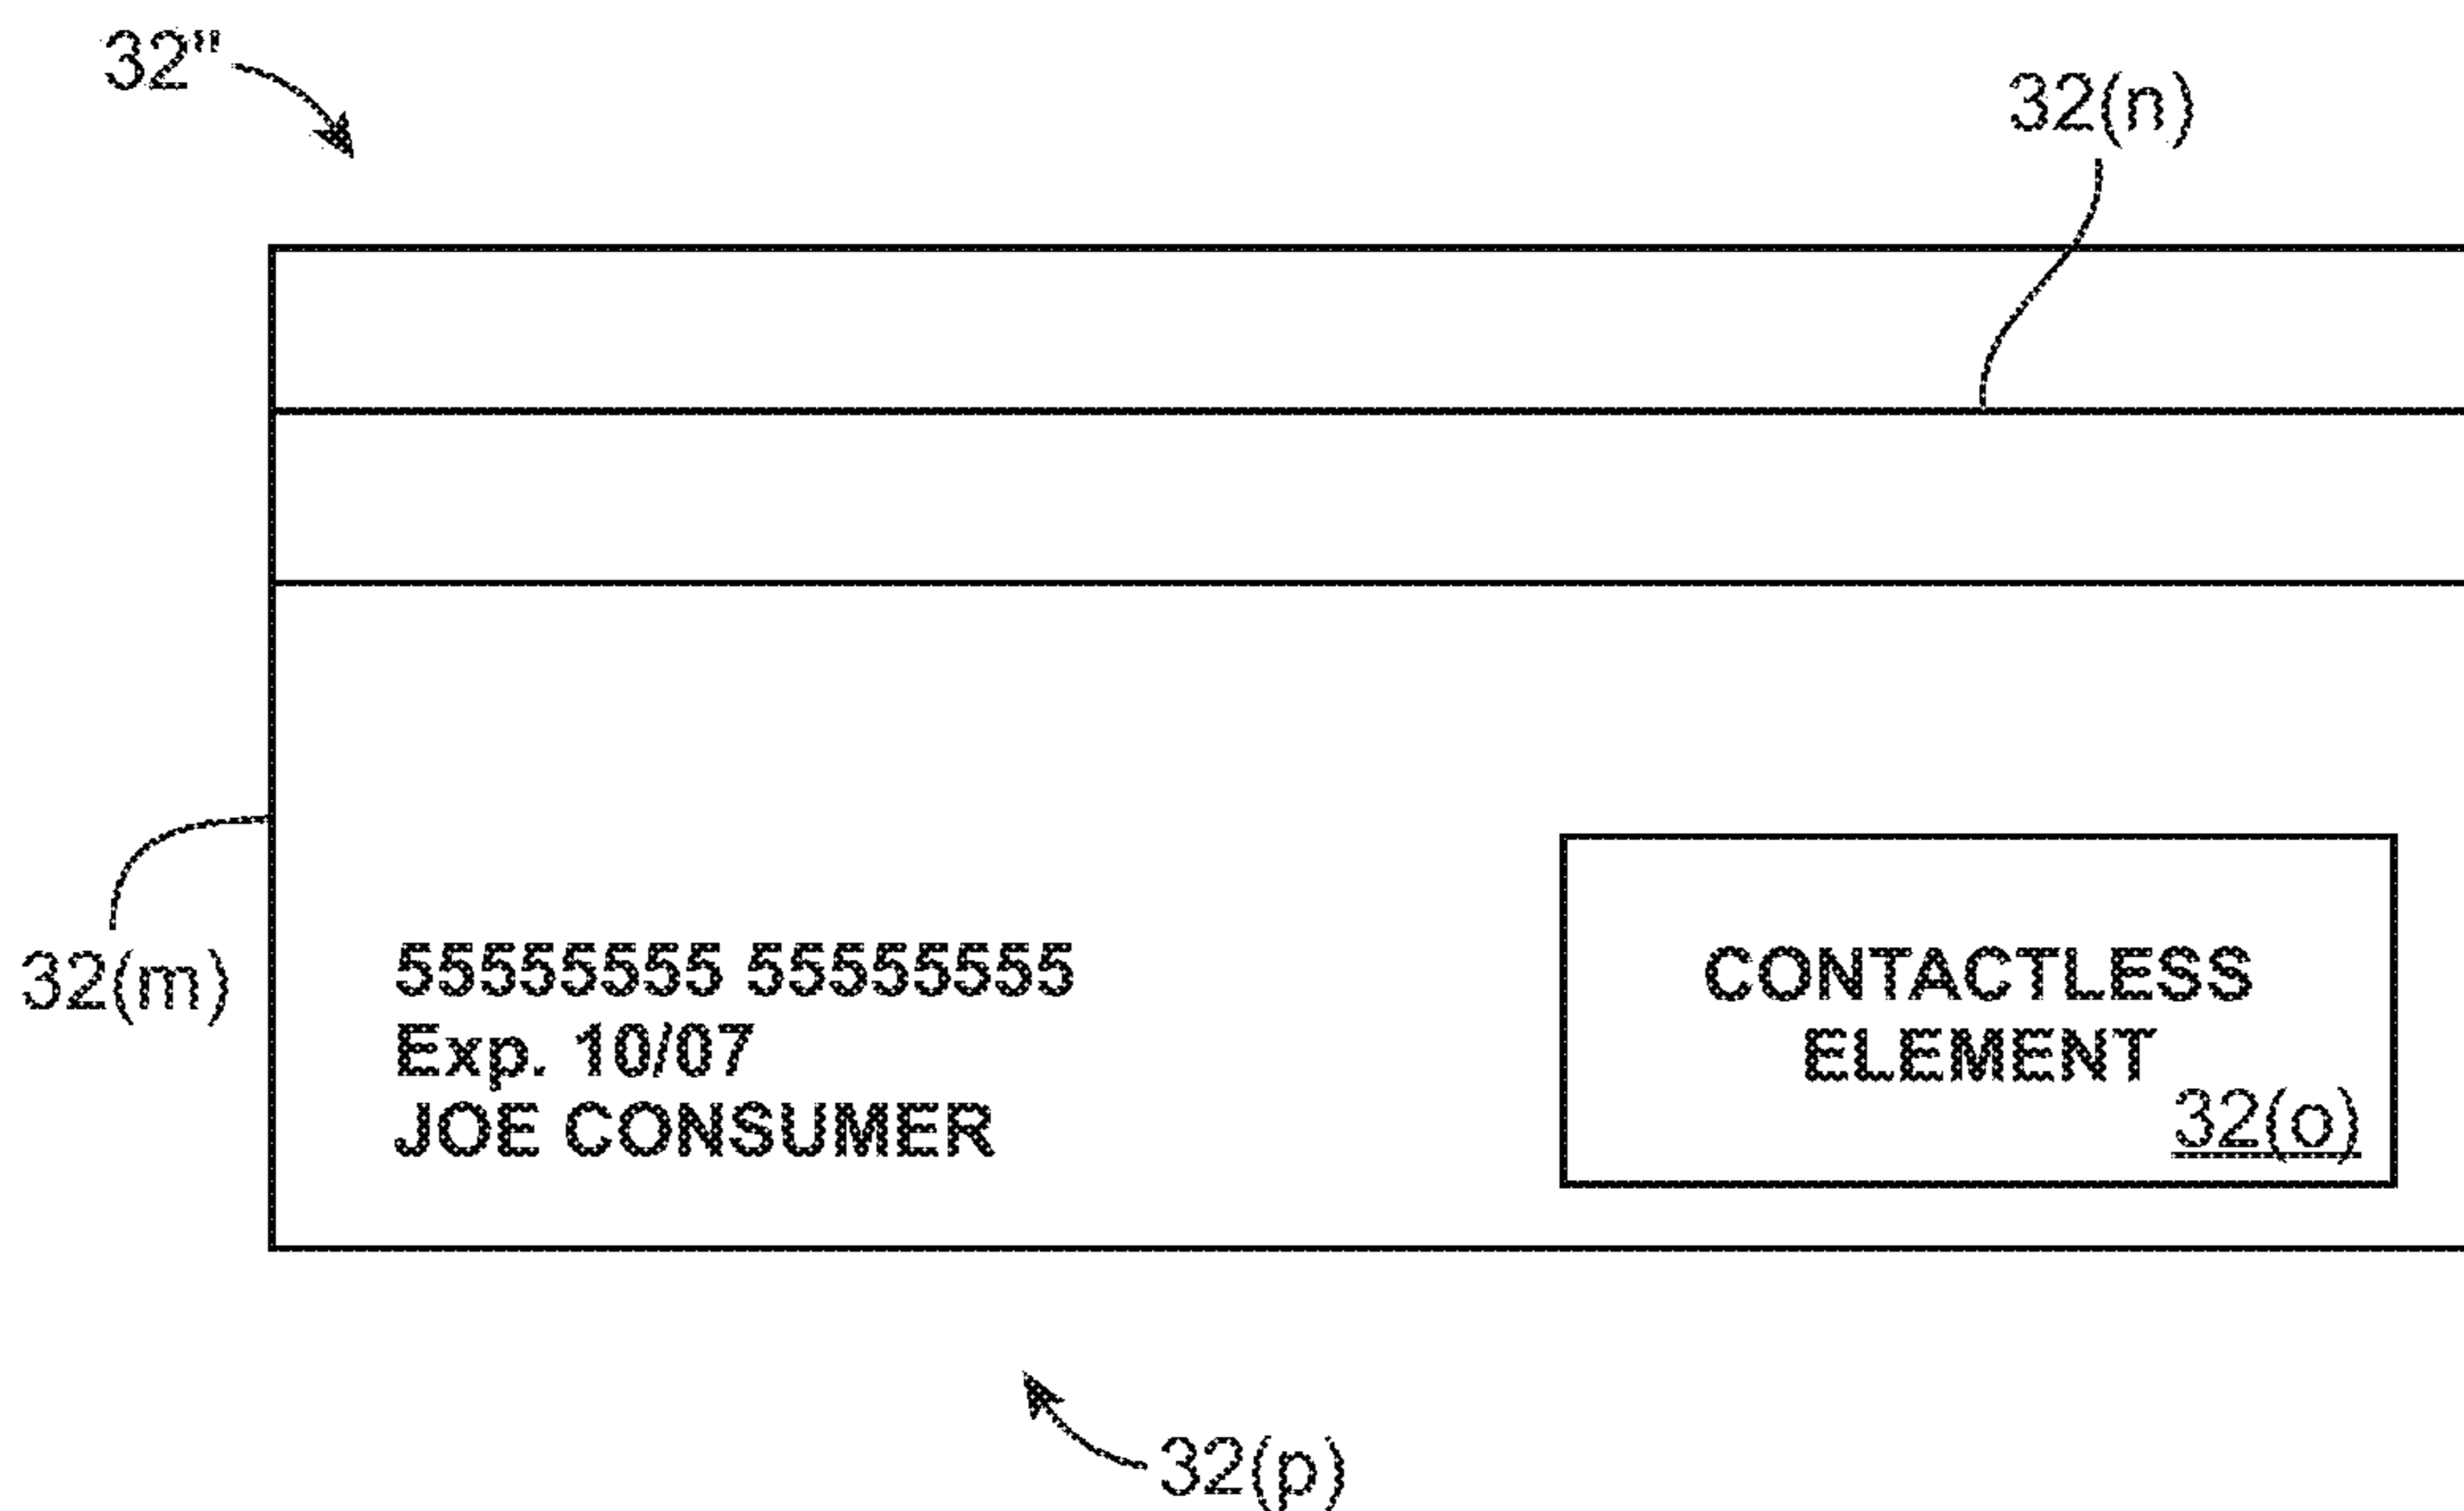 32"
32(n)
32(m)
55555555 55555555
Exp. 10/07
JOE CONSUMER
CONTACTLESS
ELEMENT
32(o)
32(p)